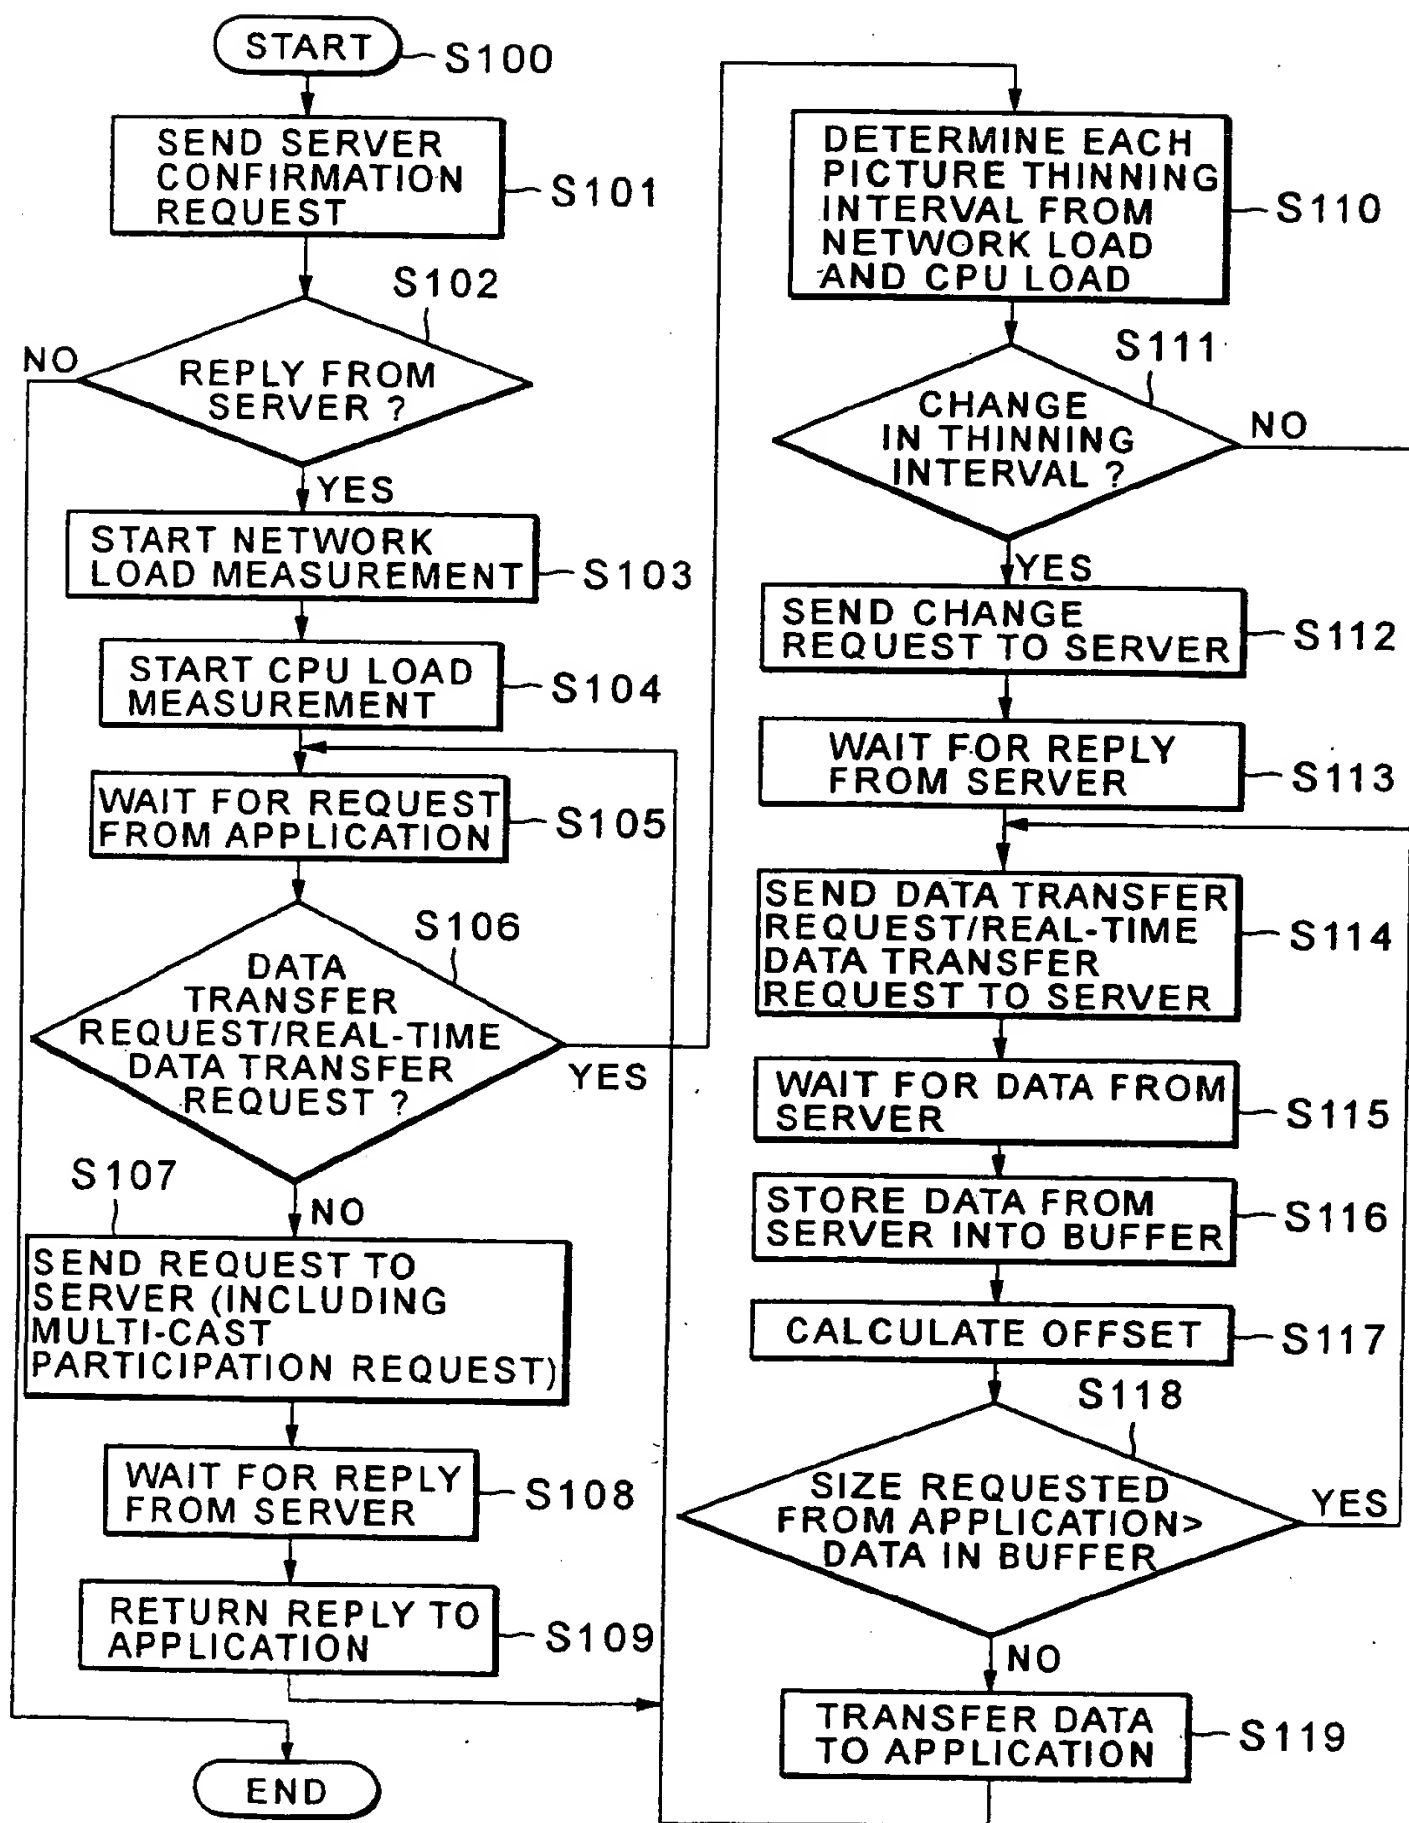 START
S100
SEND SERVER
CONFIRMATION
REQUEST
S101
S102
NO
REPLY FROM
SERVER ?
YES
START NETWORK
LOAD MEASUREMENT
S103
START CPU LOAD
MEASUREMENT
S104
WAIT FOR REQUEST
FROM APPLICATION
S105
S106
DATA
TRANSFER
REQUEST/REAL-TIME
DATA TRANSFER
REQUEST ?
YES
S107
NO
SEND REQUEST TO
SERVER (INCLUDING
MULTI-CAST
PARTICIPATION REQUEST)
WAIT FOR REPLY
FROM SERVER
S108
RETURN REPLY TO
APPLICATION
S109
END
DETERMINE EACH
PICTURE THINNING
INTERVAL FROM
NETWORK LOAD
AND CPU LOAD
S110
S111
CHANGE
IN THINNING
INTERVAL ?
NO
YES
SEND CHANGE
REQUEST TO SERVER
S112
WAIT FOR REPLY
FROM SERVER
S113
SEND DATA TRANSFER
REQUEST/REAL-TIME
DATA TRANSFER
REQUEST TO SERVER
S114
WAIT FOR DATA FROM
SERVER
S115
STORE DATA FROM
SERVER INTO BUFFER
S116
CALCULATE OFFSET
S117
S118
SIZE REQUESTED
FROM APPLICATION>
DATA IN BUFFER
YES
NO
TRANSFER DATA
TO APPLICATION
S119